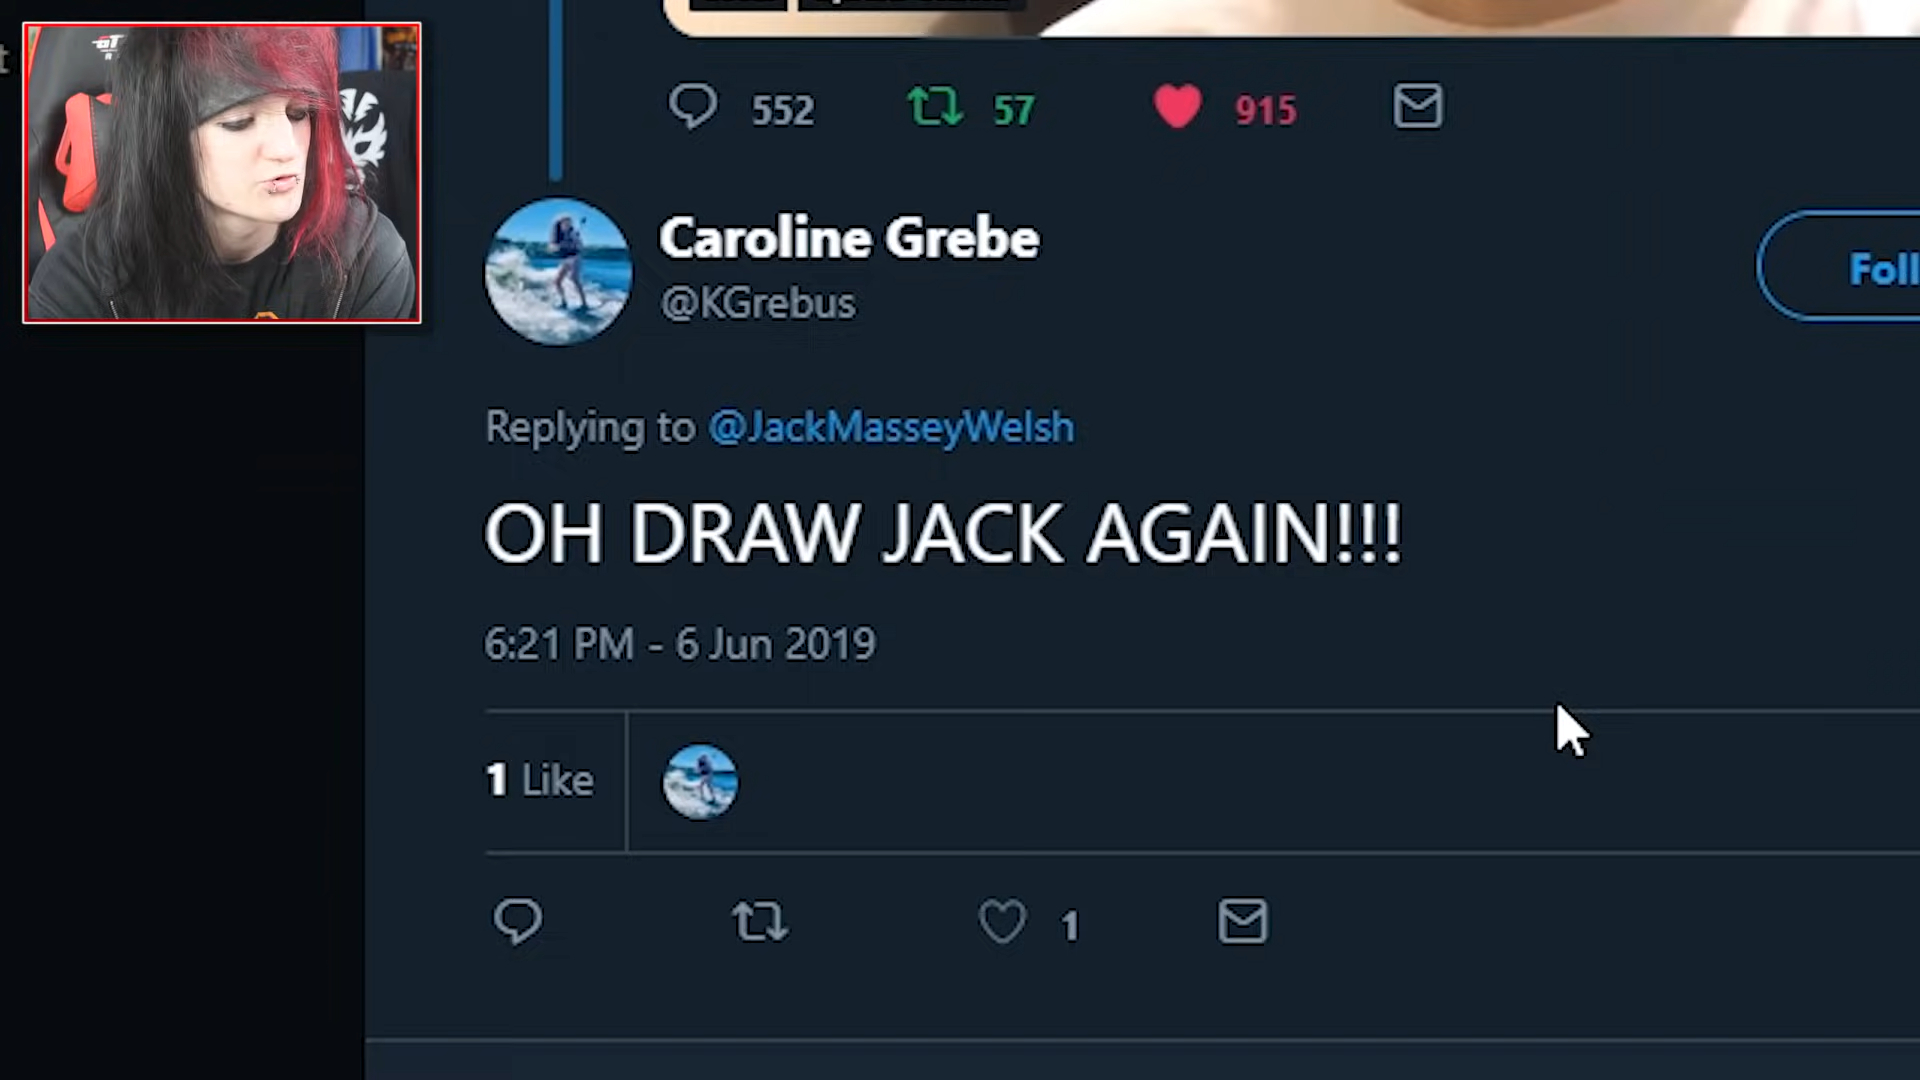 552 57 915
Caroline Grebe
@KGrebus
Foll
Replying to @JackMasseyWelsh
OH DRAW JACK AGAIN!!!
6:21 PM - 6 Jun 2019
1 Like
1